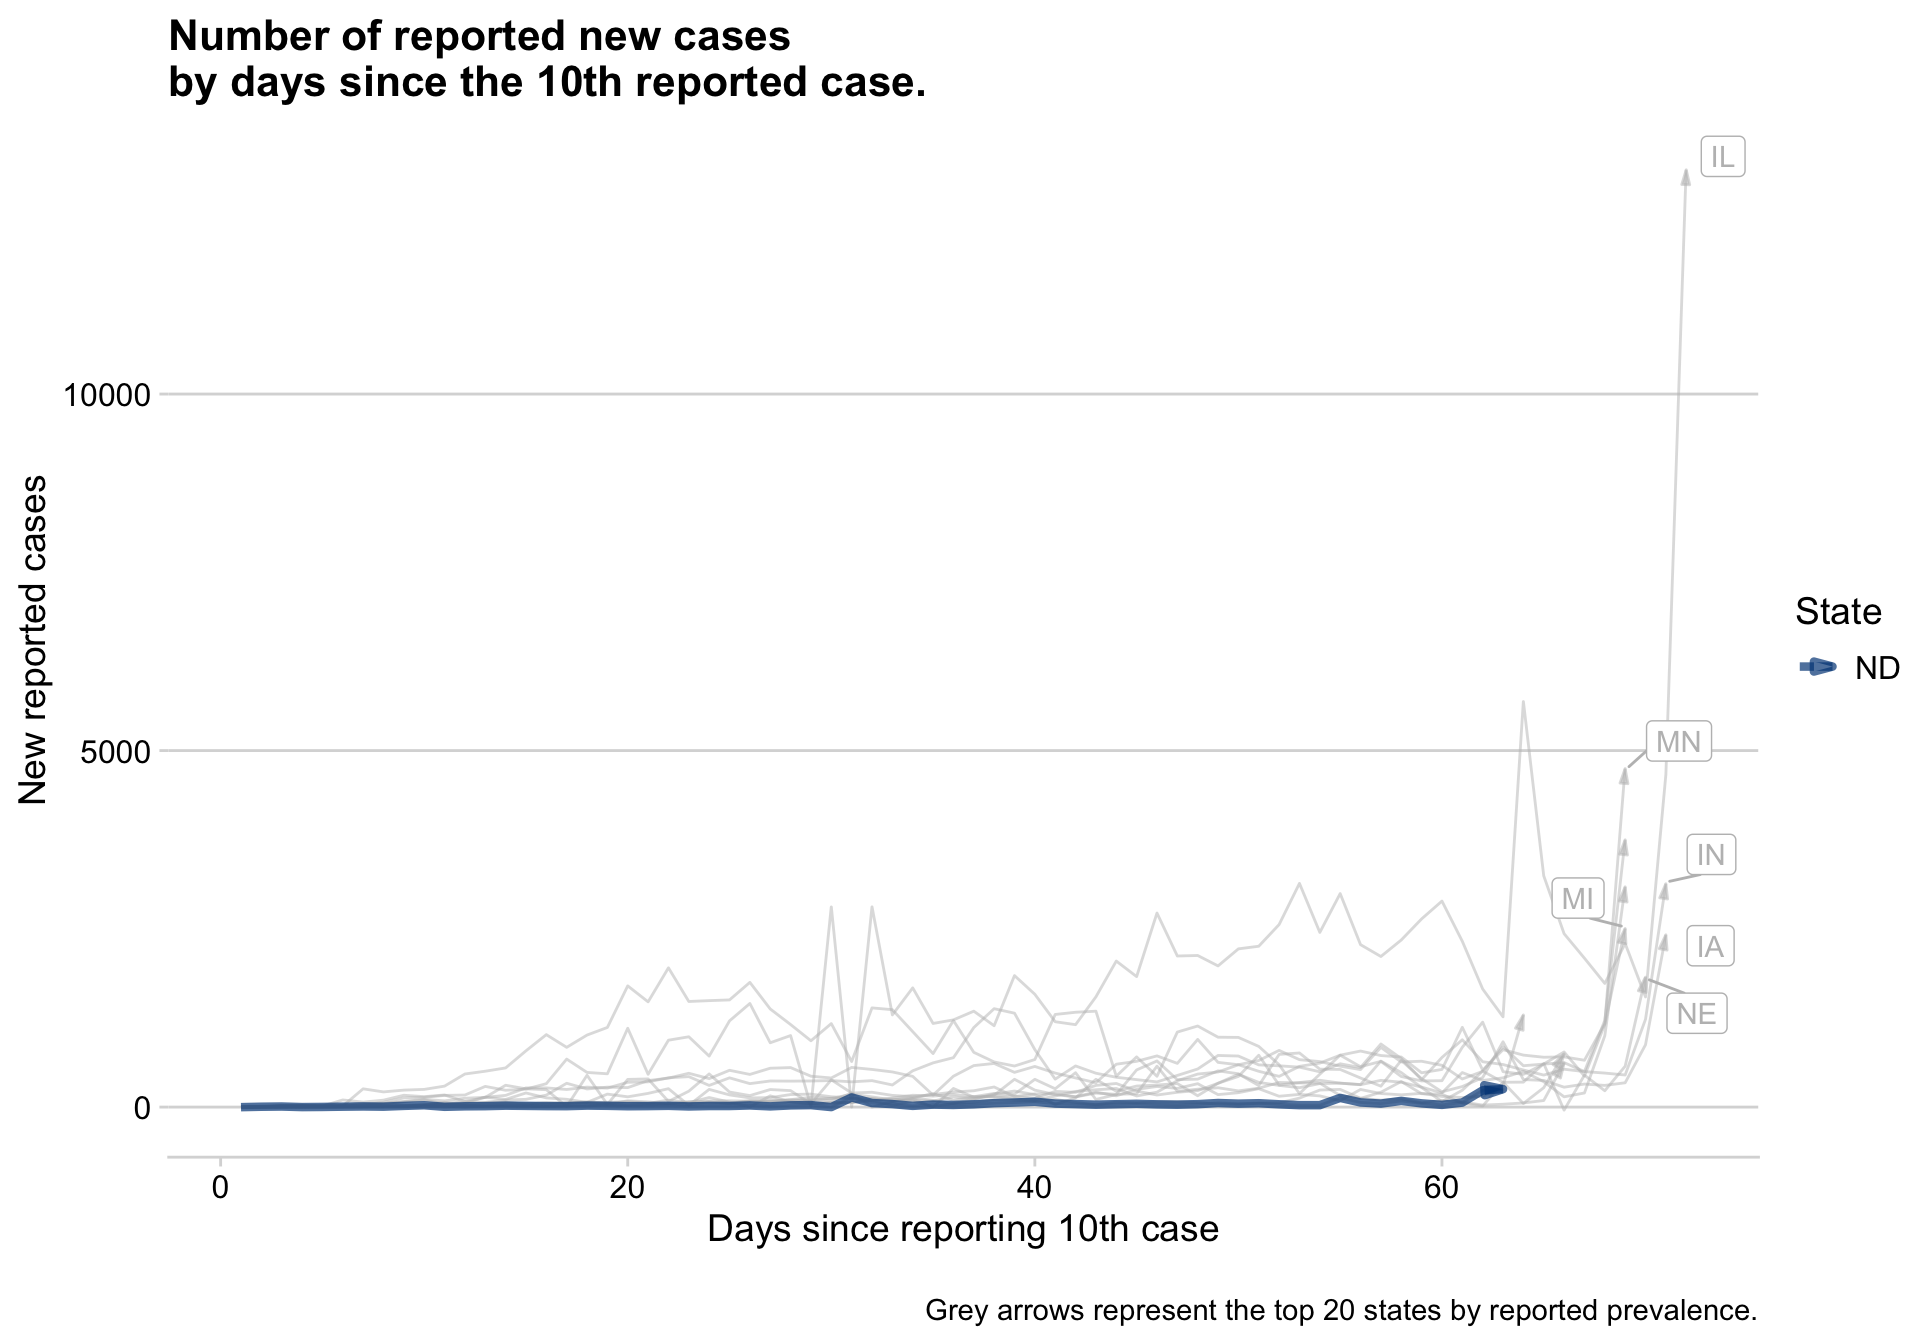 Number of reported new cases
by days since the 10th reported case.
IL
10000
MN
5000
IN
MI
IA
NE
0
New reported cases
State
ND
0 20 40 60
Days since reporting 10th case
Grey arrows represent the top 20 states by reported prevalence.